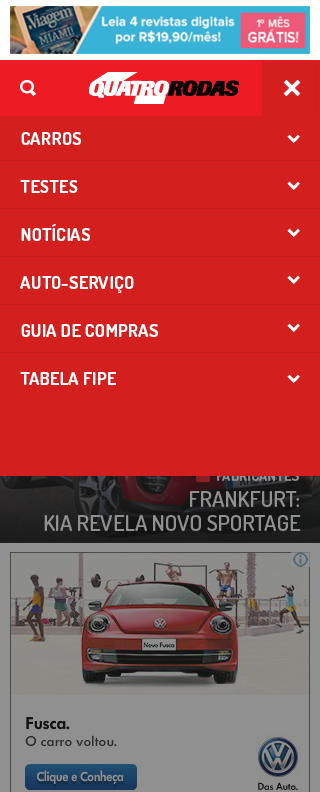 Viagem
MIAMI
Leia 4 revistas digitais
por R$19,90/mês!
1º MÊS
GRÁTIS!
QUATRO RODAS
CARROS
TESTES
NOTÍCIAS
AUTO-SERVIÇO
GUIA DE COMPRAS
TABELA FIPE
FABRICANTES
FRANKFURT:
KIA REVELA NOVO SPORTAGE
Novo Fusca
Fusca.
O carro voltou.
Clique e Conheça
Das Auto.